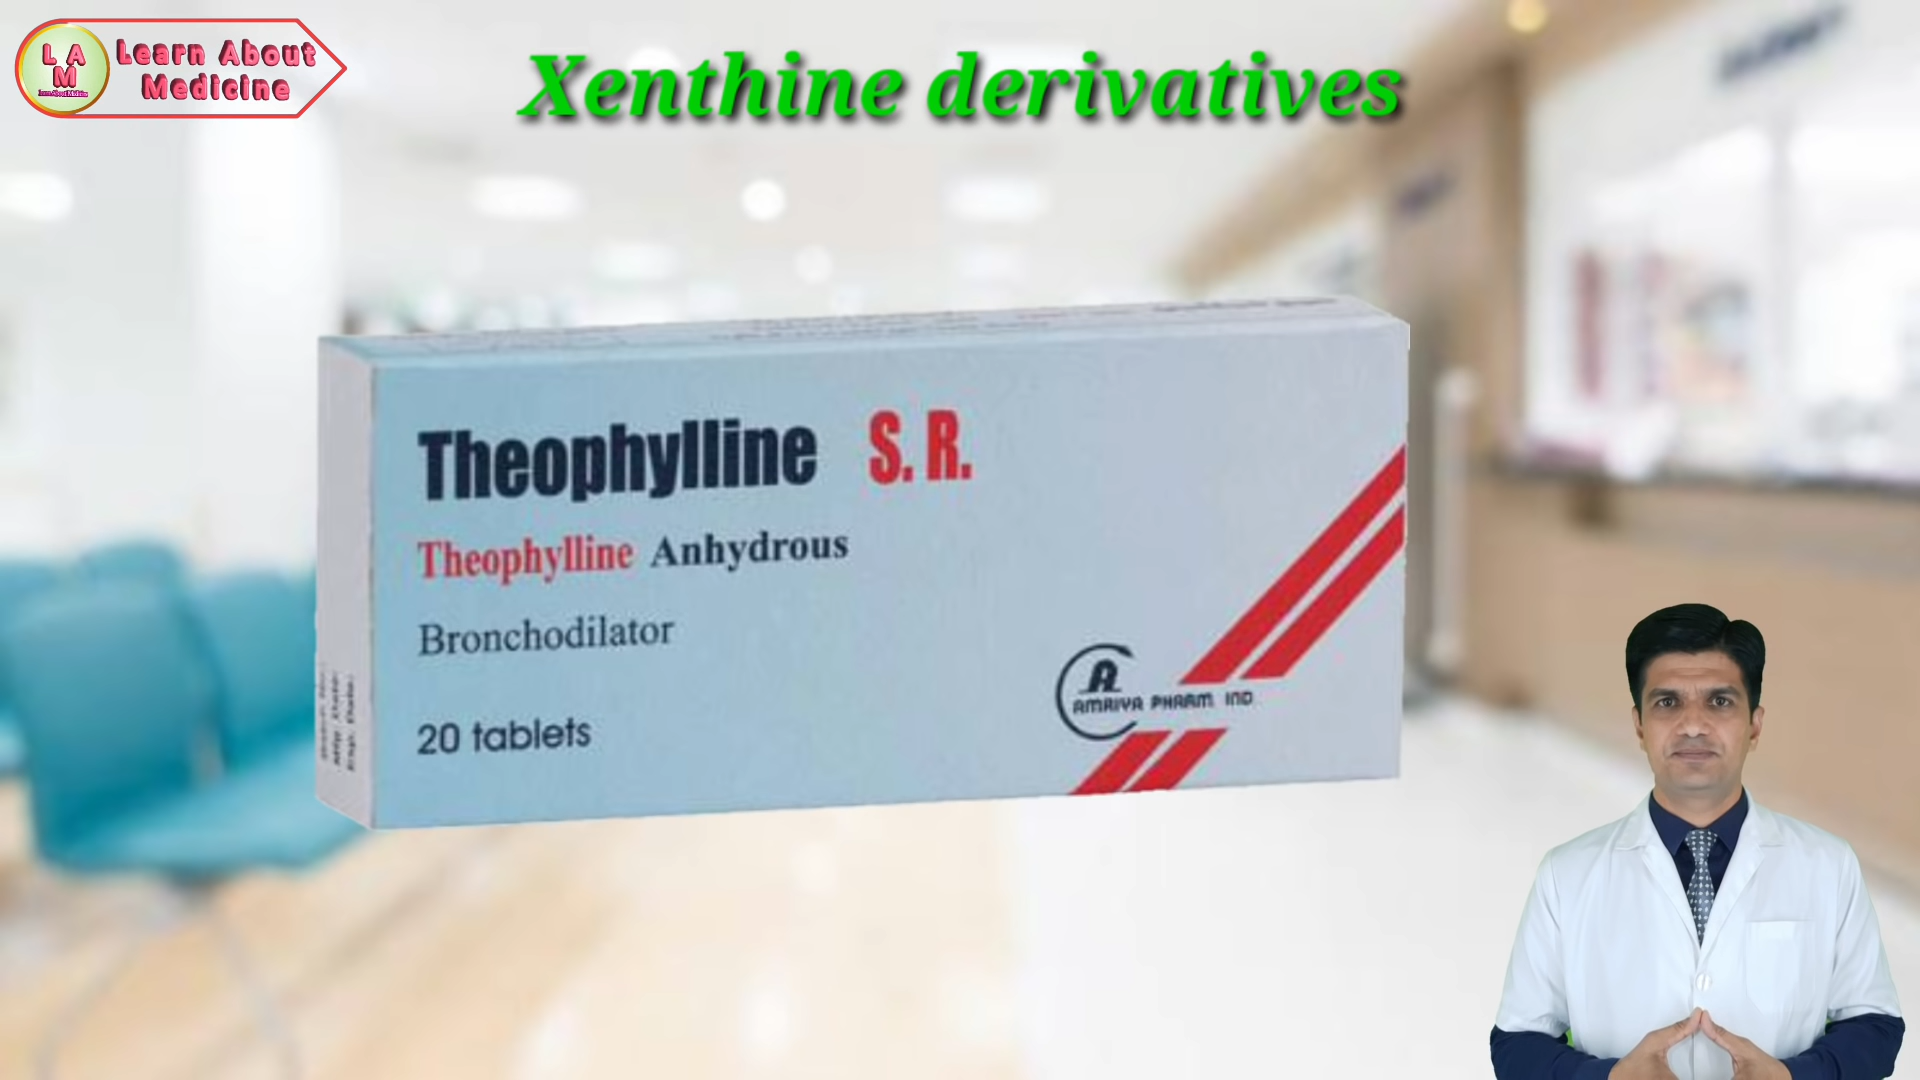 L A
M
Learn About
Medicine
Xenthine derivatives
Theophylline S.R.
Theophylline Anhydrous
Bronchodilator
20 tablets
AMRIYA PHARM IND